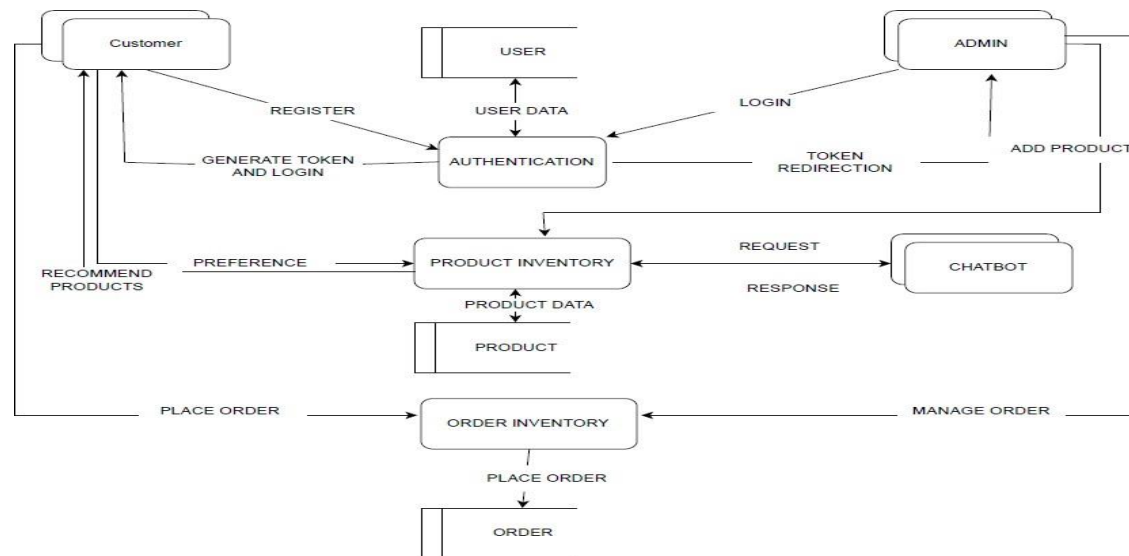 Customer
USER
ADMIN
REGISTER
USER DATA
LOGIN
GENERATE TOKEN
AND LOGIN
AUTHENTICATION
TOKEN
REDIRECTION
ADD PRODUCT
RECOMMEND
PRODUCTS
PREFERENCE
PRODUCT INVENTORY
REQUEST
RESPONSE
CHATBOT
PRODUCT DATA
PRODUCT
PLACE ORDER
ORDER INVENTORY
MANAGE ORDER
PLACE ORDER
ORDER